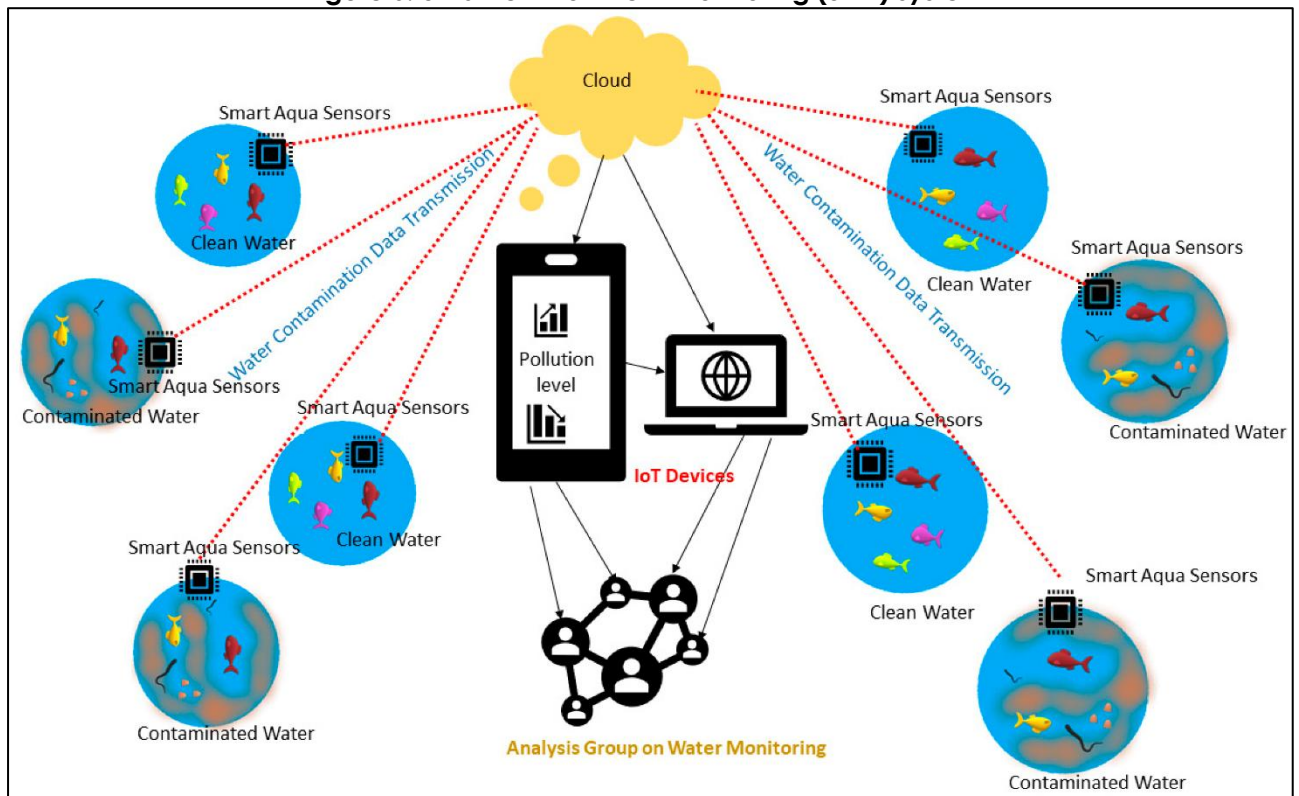 Cloud
Smart Aqua Sensors
Clean Water
Water Contamination Data Transmission
Smart Aqua Sensors
Contaminated Water
Smart Aqua Sensors
Clean Water
Smart Aqua Sensors
Contaminated Water
Pollution
level
IoT Devices
Analysis Group on Water Monitoring
Smart Aqua Sensors
Clean Water
Water Contamination Data Transmission
Smart Aqua Sensors
Contaminated Water
Smart Aqua Sensors
Clean Water
Smart Aqua Sensors
Contaminated Water